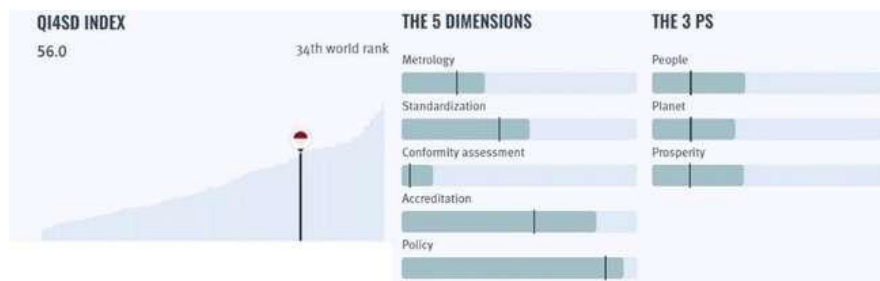 QI4SD INDEX
56.0
34th world rank
THE 5 DIMENSIONS
Metrology
Standardization
Conformity assessment
Accreditation
Policy
THE 3 PS
People
Planet
Prosperity